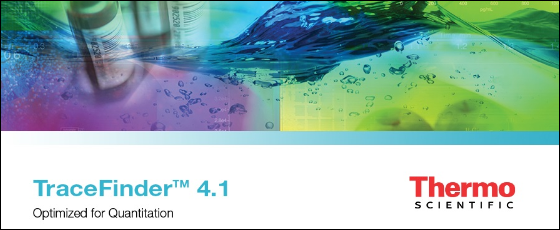 TraceFinder™ 4.1
Optimized for Quantitation
Thermo
SCIENTIFIC